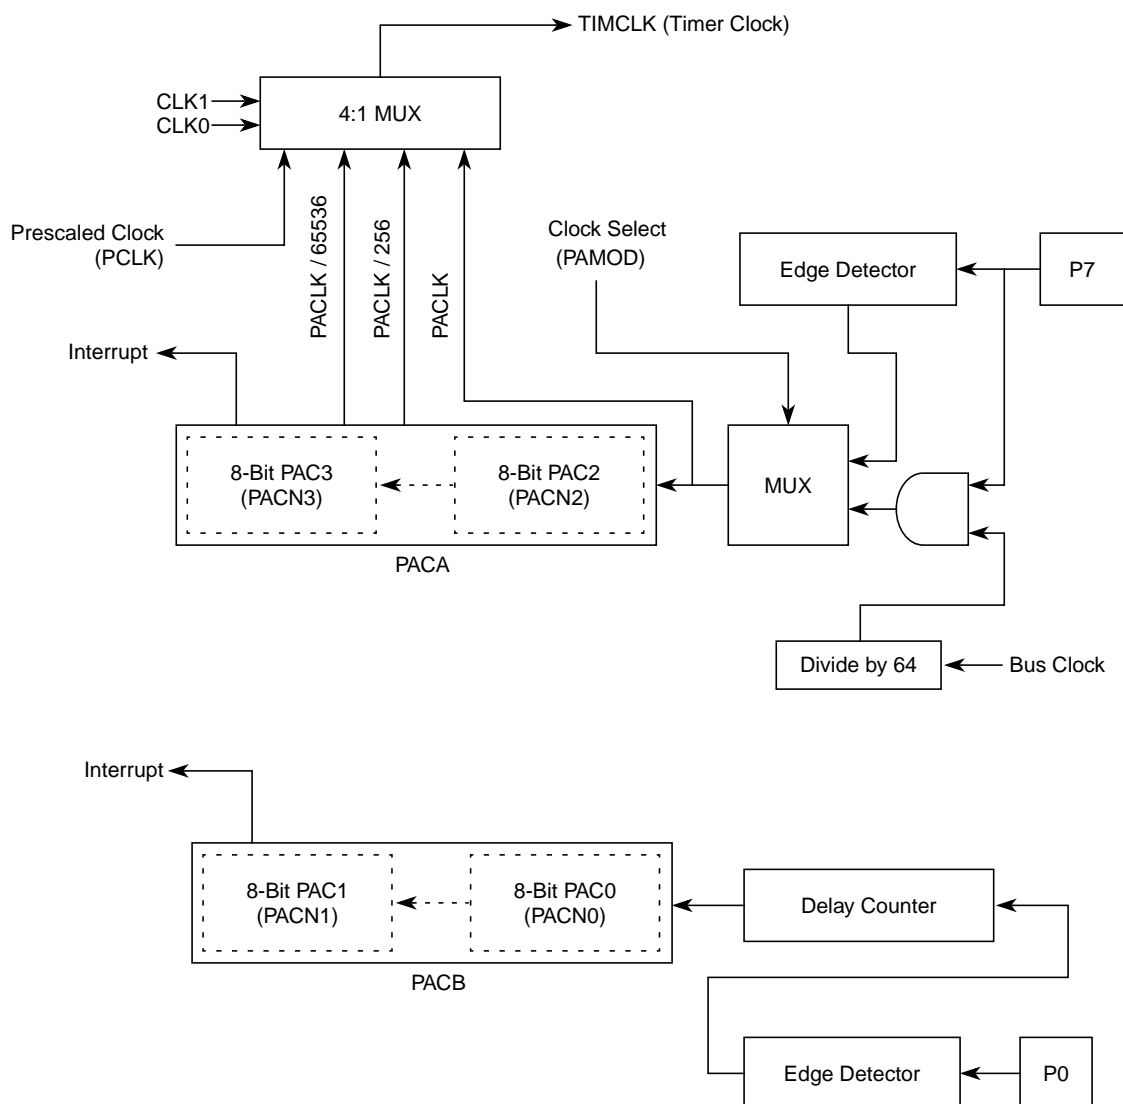 TIMCLK (Timer Clock)
CLK1
CLK0
4:1 MUX
Prescaled Clock
(PCLK)
PACLK / 65536
PACLK / 256
PACLK
Clock Select
(PAMOD)
Edge Detector
P7
Interrupt
8-Bit PAC3
(PACN3)
8-Bit PAC2
(PACN2)
MUX
PACA
Divide by 64
Bus Clock
Interrupt
8-Bit PAC1
(PACN1)
8-Bit PAC0
(PACN0)
Delay Counter
PACB
Edge Detector
P0